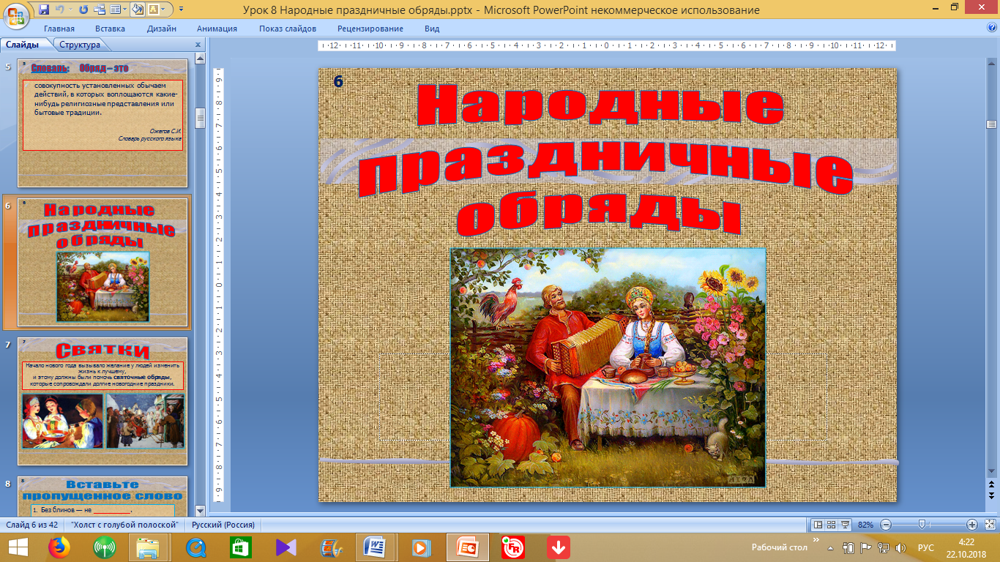 Урок 8 Народные праздничные обряды.pptx - Microsoft PowerPoint некоммерческое использование
Главная Вставка Дизайн Анимация Показ слайдов Рецензирование Вид
Слайды Структура
5
Словарь: Обряд – это
совокупность установленных обычаем
действий, в которых воплощаются какие-
нибудь религиозные представления или
бытовые традиции.
Ожегов С.И.
Словарь русского языка
6
Народные
праздничные
обряды
7
Святки
Начало нового года вызывало желание у людей изменить
жизнь к лучшему,
и этому должны были помочь святочные обряды,
которые сопровождали долгие новогодние праздники.
8
Вставьте
пропущенное слово
1. Без блинов — не __________.
6
Народные
праздничные
обряды
Слайд 6 из 42 "Холст с голубой полоской" Русский (Россия) 82%
Рабочий стол РУС 4:22
22.10.2018